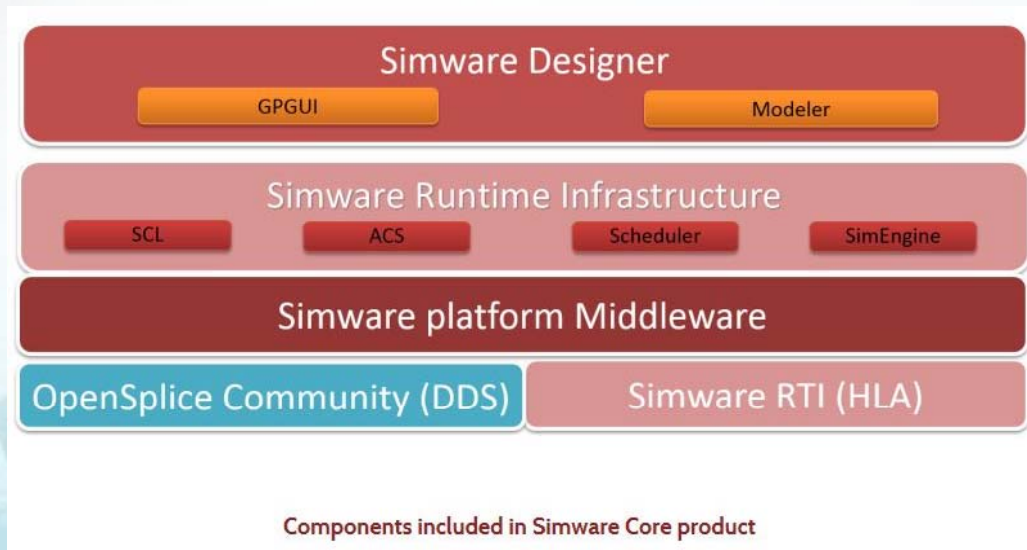 Simware Designer
GPGUI Modeler
Simware Runtime Infrastructure
SCL ACS Scheduler SimEngine
Simware platform Middleware
OpenSplice Community (DDS) Simware RTI (HLA)
Components included in Simware Core product